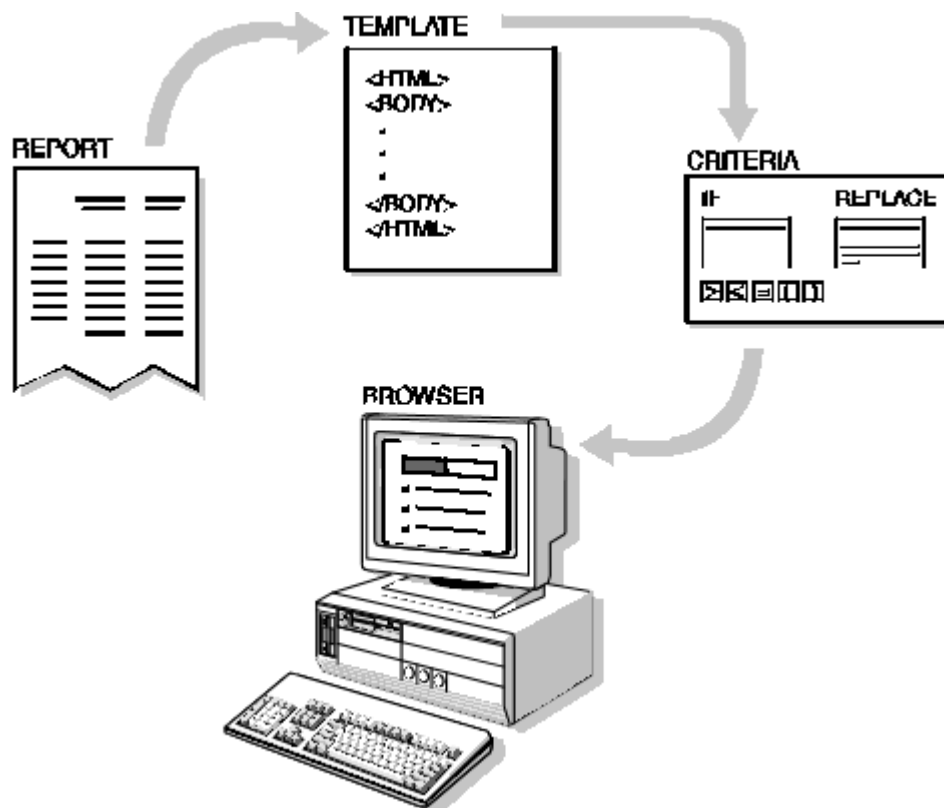 TEMPLATE
<HTML>
<BODY>
.
.
.
</BODY>
</HTML>
REPORT
CRITERIA
IF REPLACE
> < = ( )
BROWSER